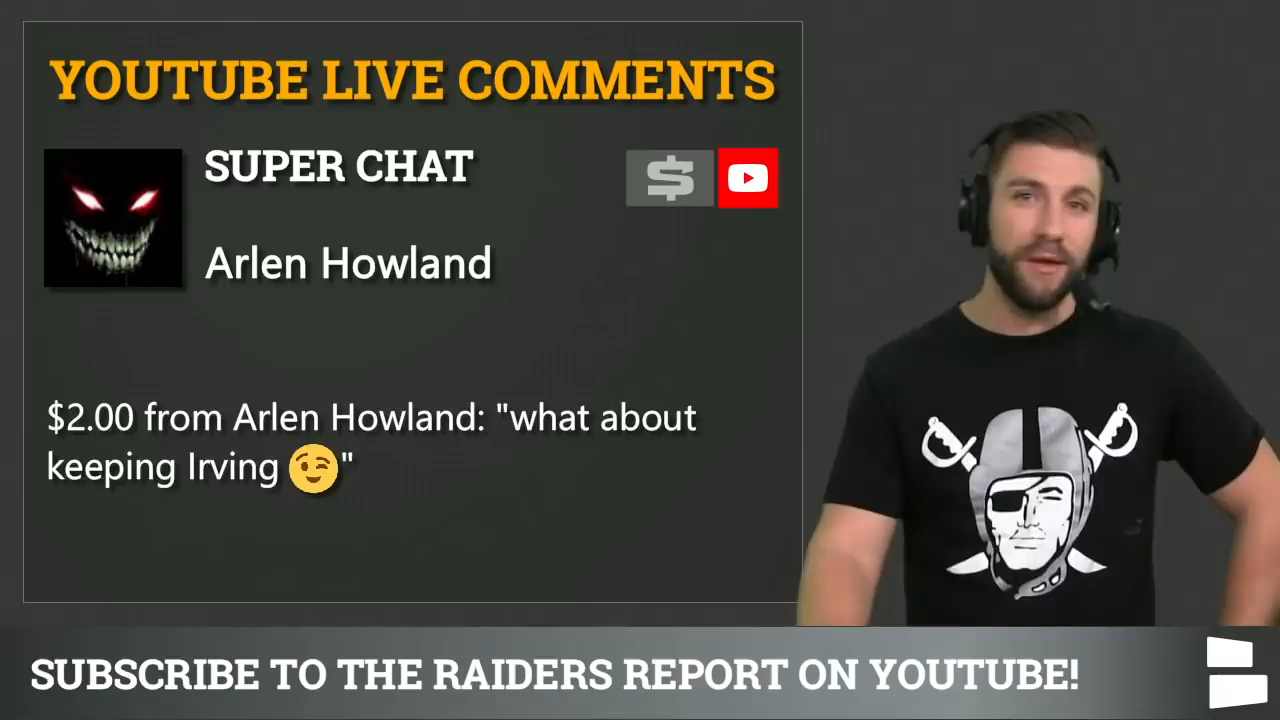 YOUTUBE LIVE COMMENTS
SUPER CHAT
$
Arlen Howland
$2.00 from Arlen Howland: "what about
keeping Irving 😉"
SUBSCRIBE TO THE RAIDERS REPORT ON YOUTUBE!